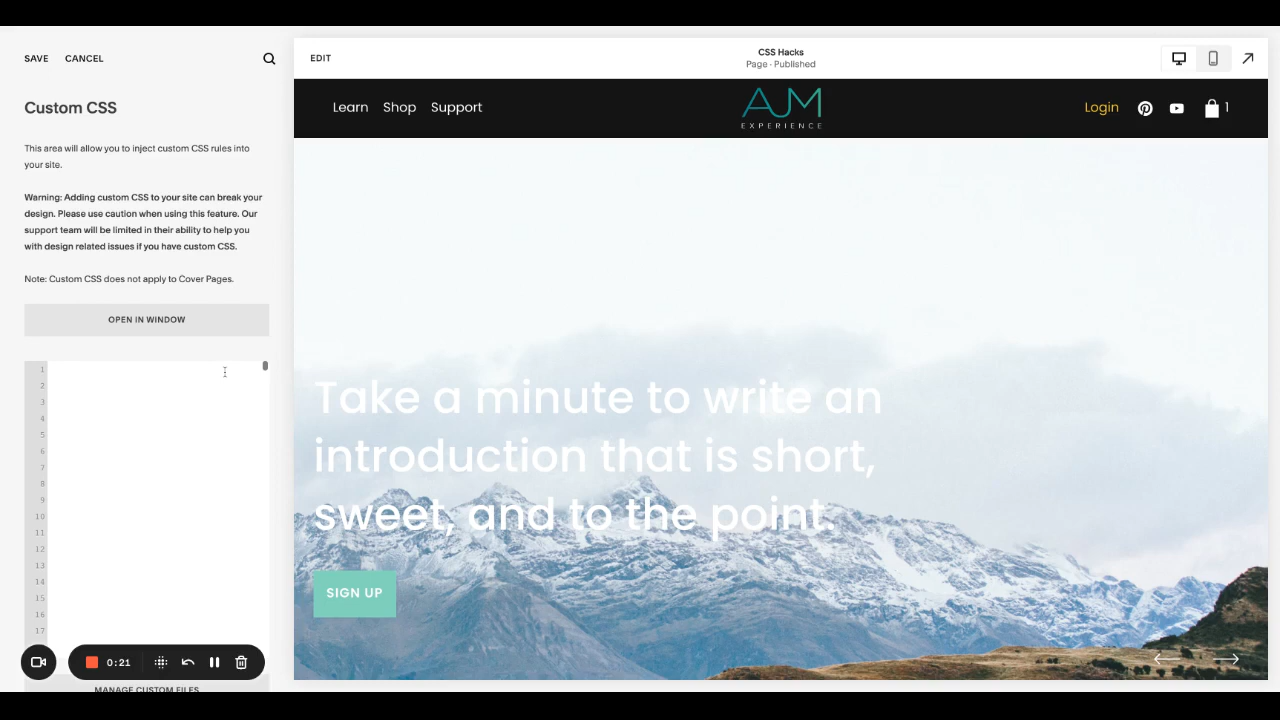 SAVE CANCEL
Custom CSS
This area will allow you to inject custom CSS rules into
your site.
Warning: Adding custom CSS to your site can break your
design. Please use caution when using this feature. Our
support team will be limited in their ability to help you
with design related issues if you have custom CSS.
Note: Custom CSS does not apply to Cover Pages.
OPEN IN WINDOW
1
2
3
4
5
6
7
8
9
10
11
12
13
14
15
16
17
0:21
MANAGE CUSTOM FILES
EDIT
CSS Hacks
Page · Published
Learn Shop Support
AJM
EXPERIENCE
Login
1
Take a minute to write an
introduction that is short,
sweet, and to the point.
SIGN UP